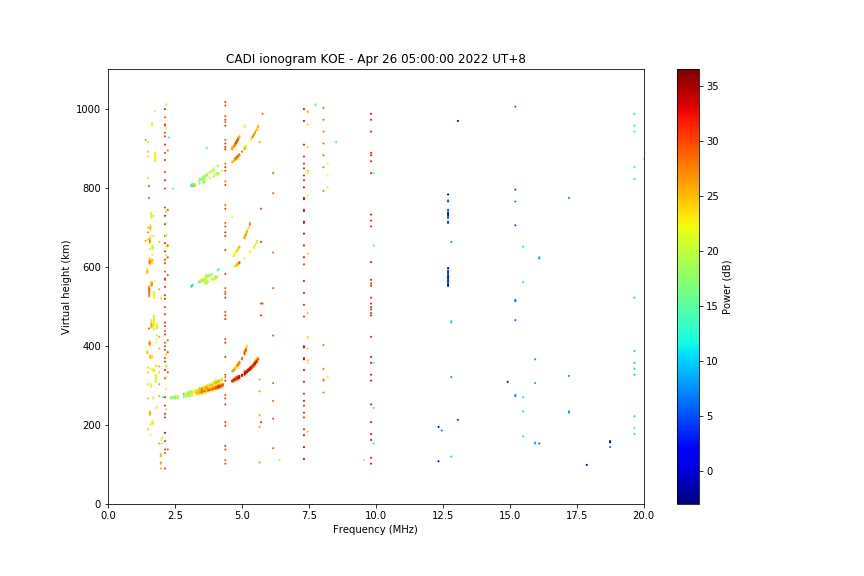 CADI ionogram KOE - Apr 26 05:00:00 2022 UT+8
1000
800
600
400
200
0
Virtual height (km)
0.0 2.5 5.0 7.5 10.0 12.5 15.0 17.5 20.0
Frequency (MHz)
35
30
25
20
15
10
5
0
Power (dB)